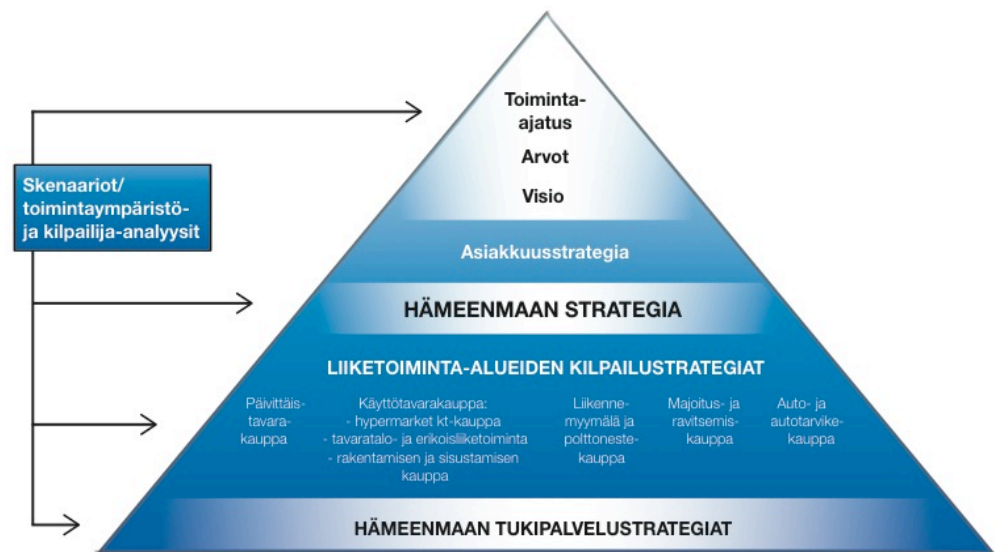 Toiminta-
ajatus
Arvot
Visio
Skenaariot/
toimintaympäristö-
ja kilpailija-analyysit
Asiakkuusstrategia
HÄMEENMAAN STRATEGIA
LIIKETOIMINTA-ALUEIDEN KILPAILUSTRATEGIAT
Päivittäis-
tavara-
kauppa
Käyttötavarakauppa:
- hypermarket kt-kauppa
- tavaratalo- ja erikoisliiketoiminta
- rakentamisen ja sisustamisen
kauppa
Liikenne-
myymälä ja
polttoneste-
kauppa
Majoitus- ja
ravitsemis-
kauppa
Auto- ja
autotarvike-
kauppa
HÄMEENMAAN TUKIPALVELUSTRATEGIAT